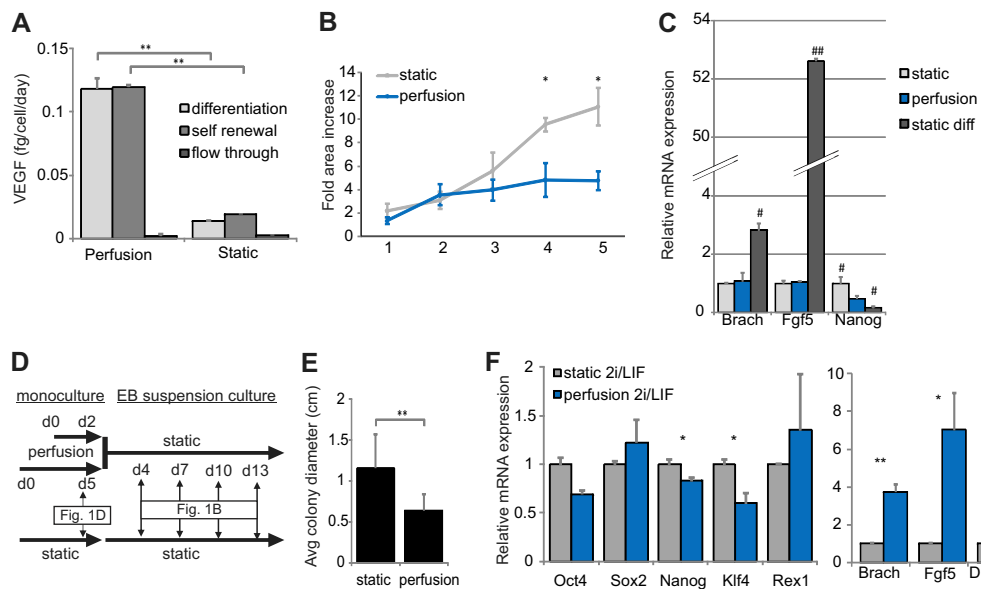 A
VEGF (fg/cell/day)
0.15
0.1
0.05
0
**
**
differentiation
self renewal
flow through
Perfusion
Static
B
Fold area increase
14
12
10
8
6
4
2
0
static
perfusion
*
*
1 2 3 4 5
C
Relative mRNA expression
54
52
50
4
2
0
#
##
#
#
static
perfusion
static diff
Brach Fgf5 Nanog
D
monoculture EB suspension culture
d0 d2
static
perfusion
d0 d5
d4 d7 d10 d13
Fig. 1D
Fig. 1B
static static
E
Avg colony diameter (cm)
2
1.5
1
0.5
0
**
static perfusion
F
Relative mRNA expression
2
1.5
1
0.5
0
static 2i/LIF
perfusion 2i/LIF
*
*
Oct4 Sox2 Nanog Klf4 Rex1
10
8
6
4
2
0
**
*
Brach Fgf5 D